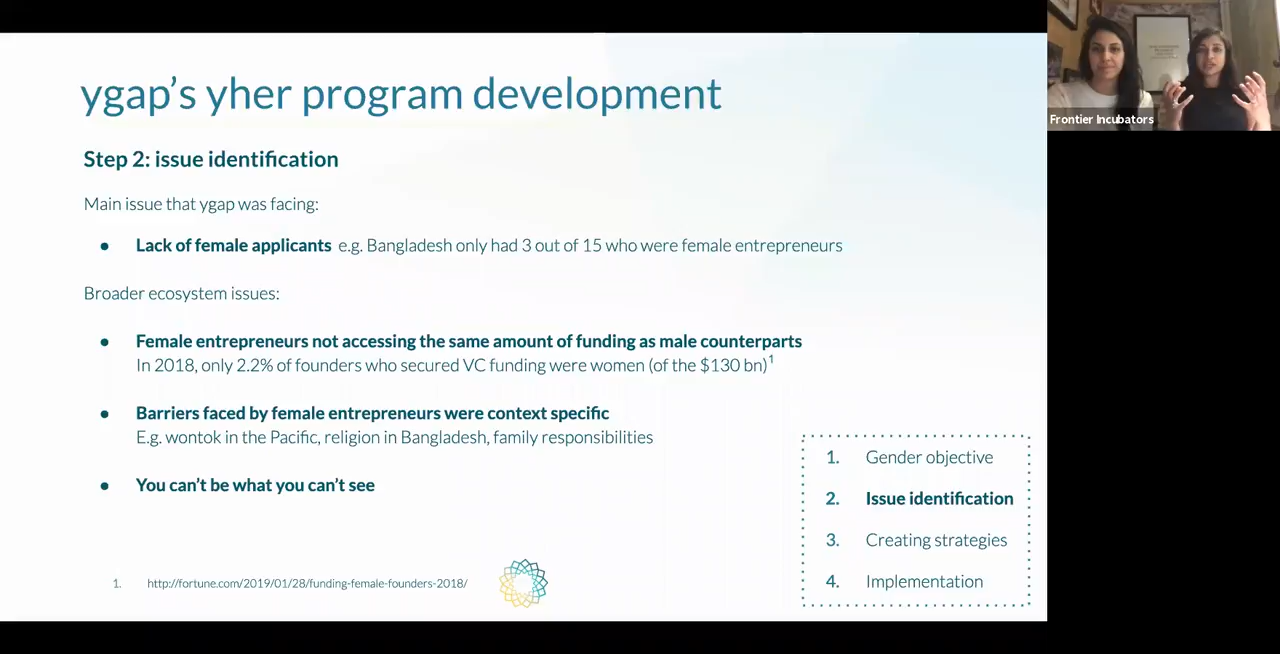 ygap's yher program development
Step 2: issue identification
Main issue that ygap was facing:
● Lack of female applicants e.g. Bangladesh only had 3 out of 15 who were female entrepreneurs
Broader ecosystem issues:
● Female entrepreneurs not accessing the same amount of funding as male counterparts
In 2018, only 2.2% of founders who secured VC funding were women (of the $130 bn)¹
● Barriers faced by female entrepreneurs were context specific
E.g. wontok in the Pacific, religion in Bangladesh, family responsibilities
● You can't be what you can't see
1. Gender objective
2. Issue identification
3. Creating strategies
4. Implementation
1. http://fortune.com/2019/01/28/funding-female-founders-2018/
Frontier Incubators